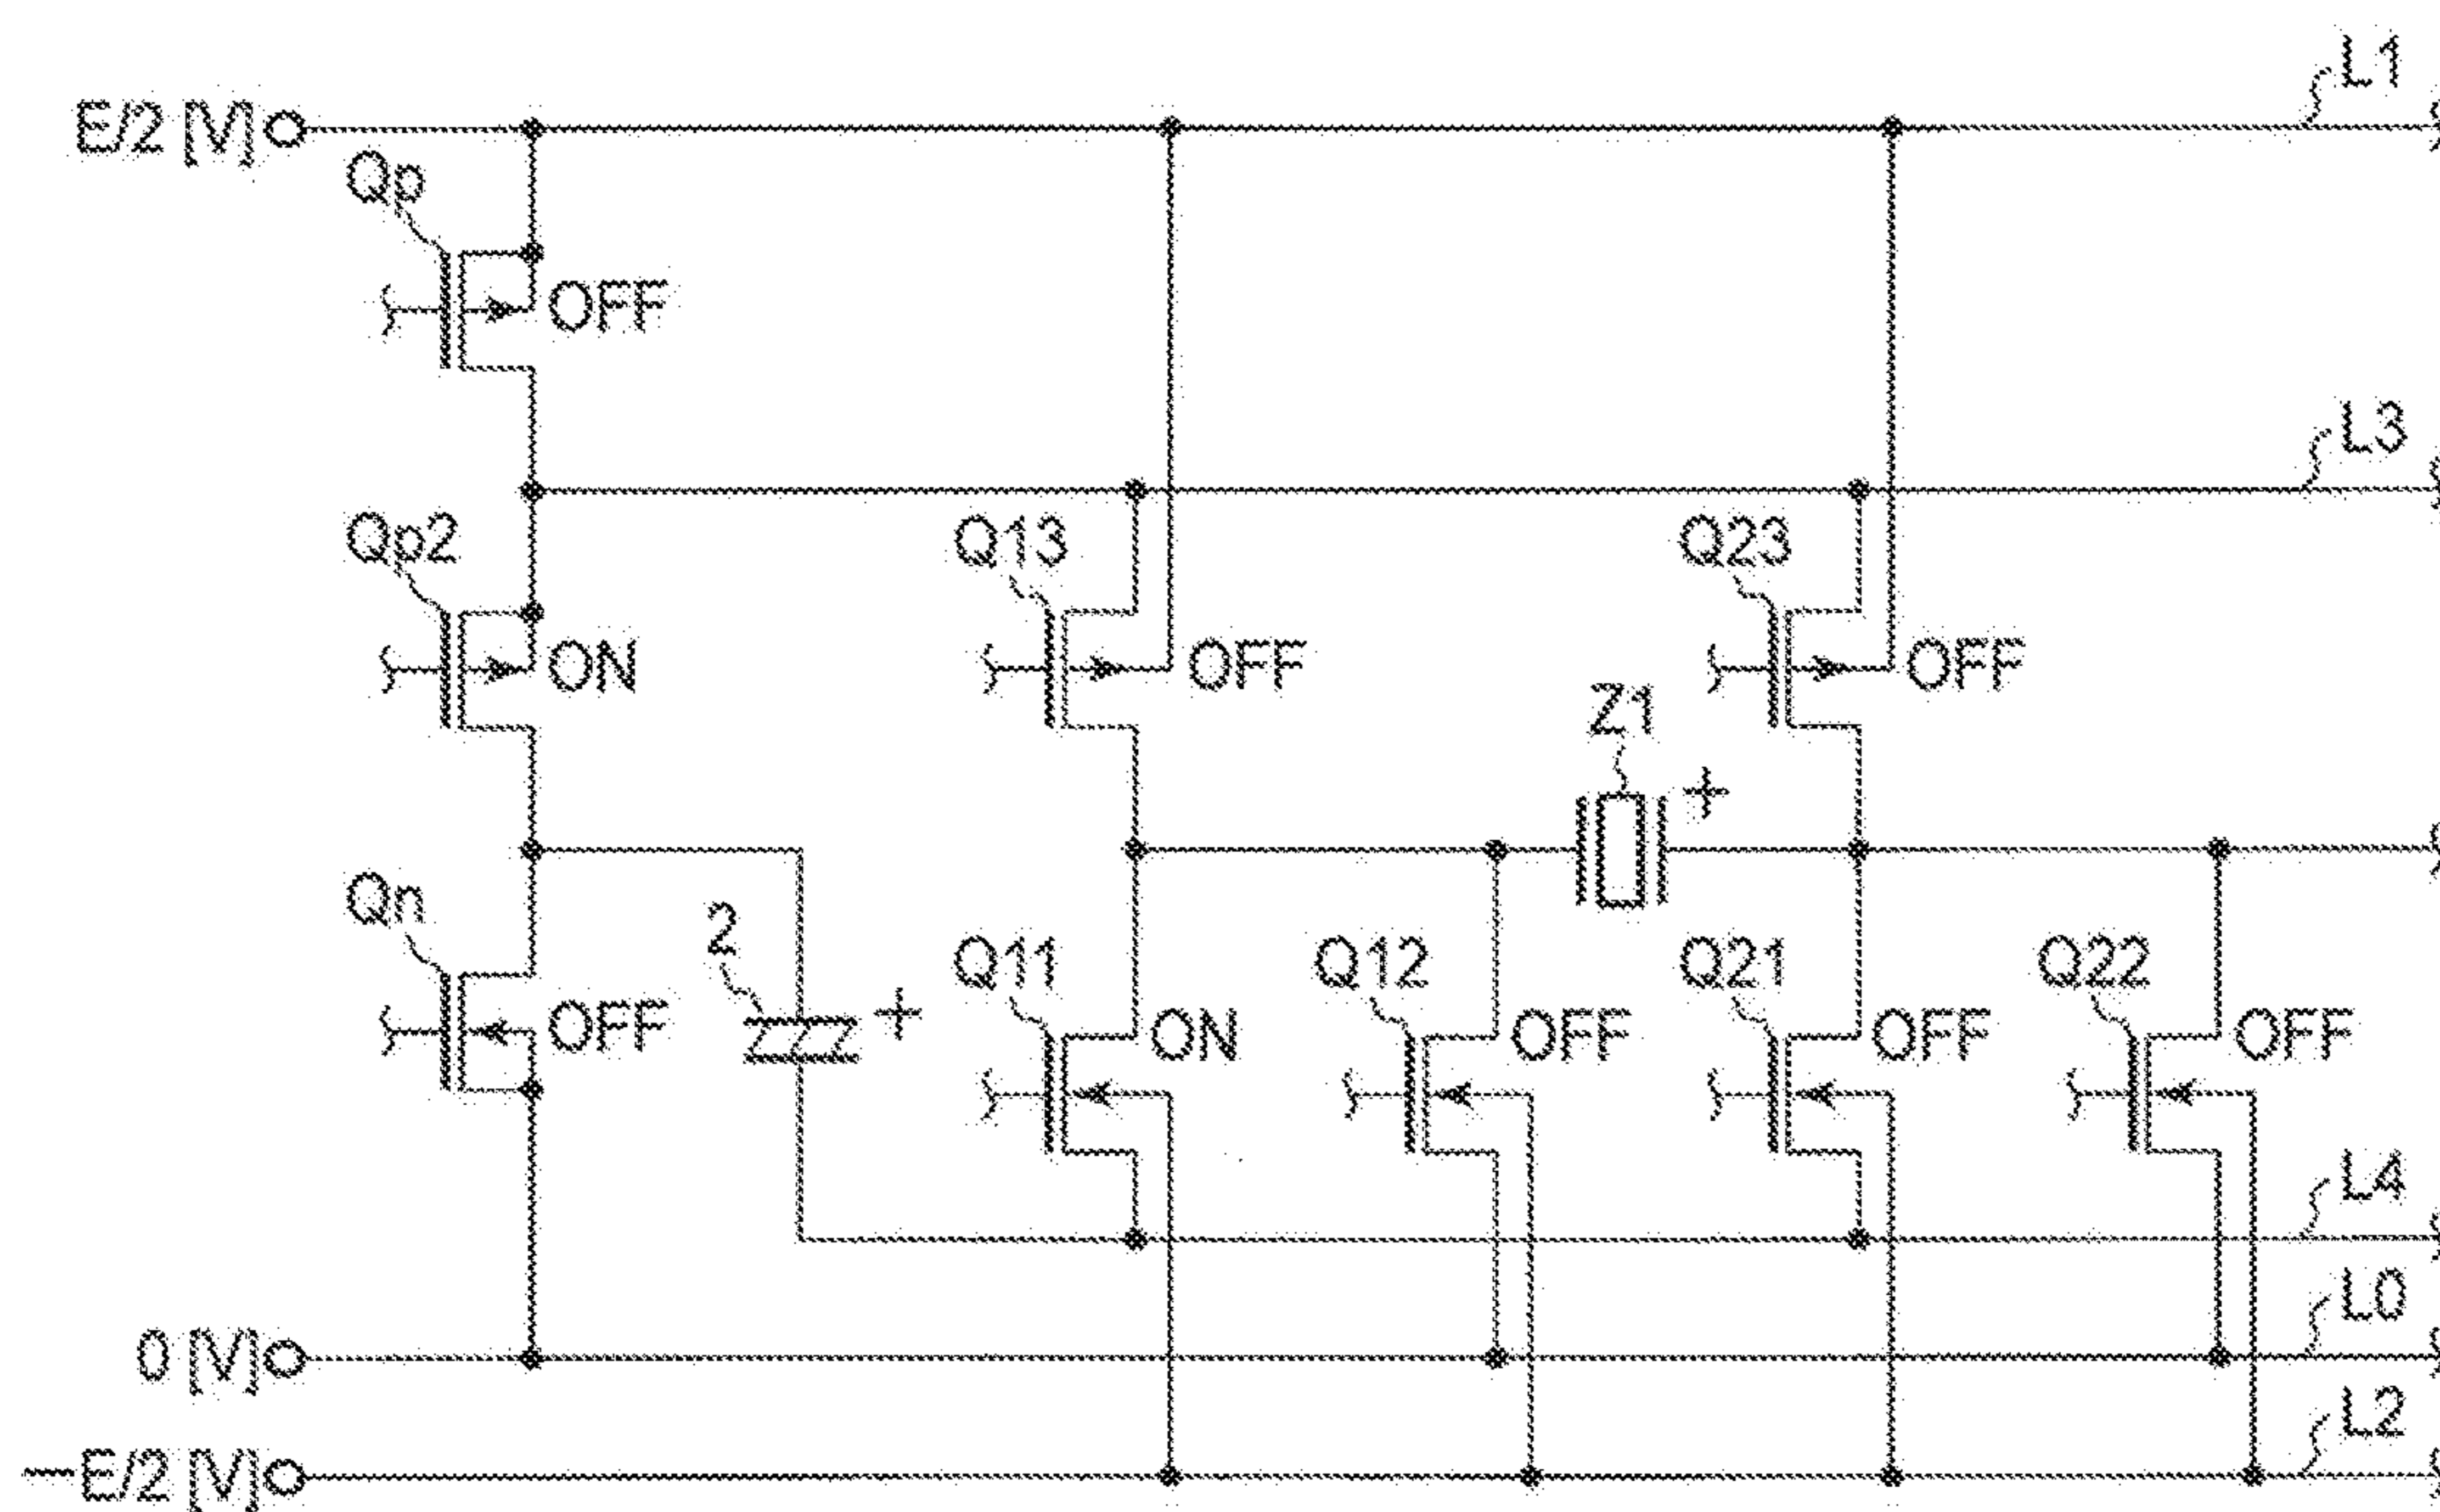 L1
E/2 [V]
Qp
OFF
L3
Qp2
Q13
Q23
ON
OFF
OFF
Z1
+
Qn
2
Q11
Q12
Q21
Q22
OFF
+
ON
OFF
OFF
OFF
L4
L0
0 [V]
L2
−E/2 [V]